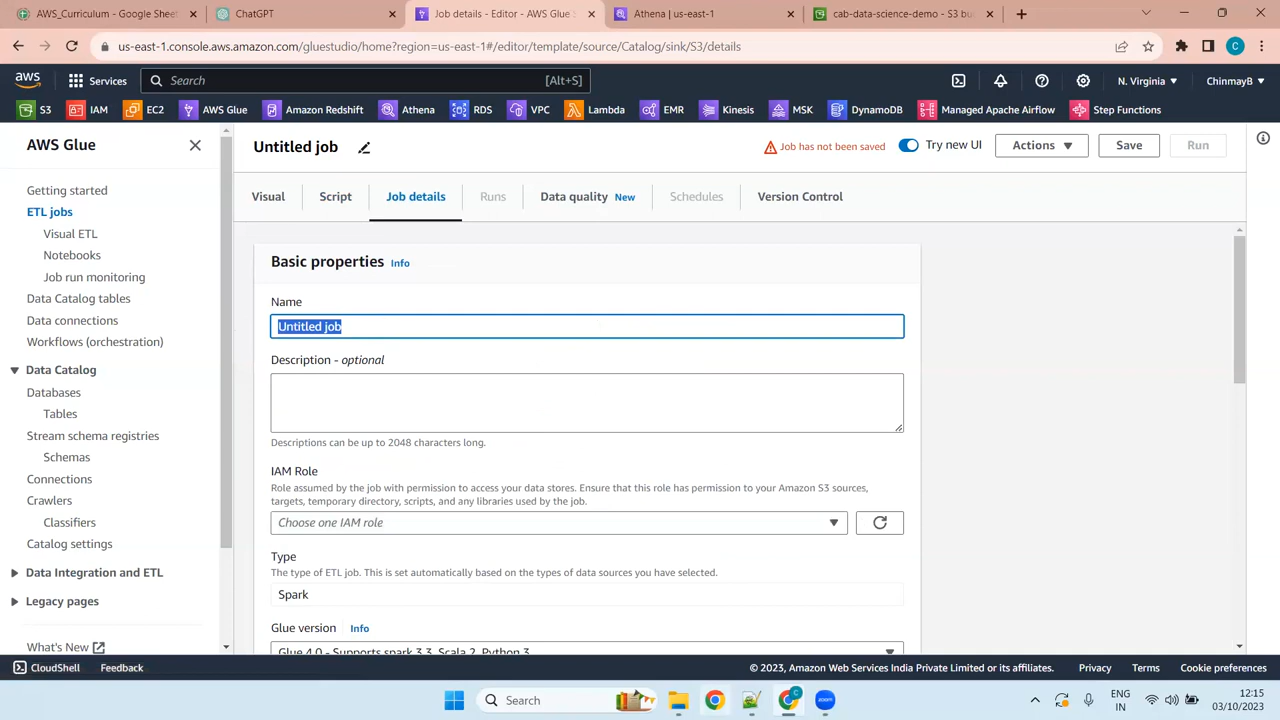 AWS_Curriculum - Google Sheet
ChatGPT
Job details - Editor - AWS Glue S
Athena | us-east-1
cab-data-science-demo - S3 bu
us-east-1.console.aws.amazon.com/gluestudio/home?region=us-east-1#/editor/template/source/Catalog/sink/S3/details
C
aws
Services
Search
[Alt+S]
N. Virginia
ChinmayB
S3
IAM
EC2
AWS Glue
Amazon Redshift
Athena
RDS
VPC
Lambda
EMR
Kinesis
MSK
DynamoDB
Managed Apache Airflow
Step Functions
AWS Glue
Getting started
ETL jobs
Visual ETL
Notebooks
Job run monitoring
Data Catalog tables
Data connections
Workflows (orchestration)
Data Catalog
Databases
Tables
Stream schema registries
Schemas
Connections
Crawlers
Classifiers
Catalog settings
Data Integration and ETL
Legacy pages
What's New
Untitled job
Job has not been saved
Try new UI
Actions
Save
Run
Visual
Script
Job details
Runs
Data quality New
Schedules
Version Control
Basic properties Info
Name
Untitled job
Description - optional
Descriptions can be up to 2048 characters long.
IAM Role
Role assumed by the job with permission to access your data stores. Ensure that this role has permission to your Amazon S3 sources,
targets, temporary directory, scripts, and any libraries used by the job.
Choose one IAM role
Type
The type of ETL job. This is set automatically based on the types of data sources you have selected.
Spark
Glue version Info
Glue 4.0 - Supports spark 3.3, Scala 2, Python 3
CloudShell
Feedback
© 2023, Amazon Web Services India Private Limited or its affiliates.
Privacy
Terms
Cookie preferences
Search
C
zoom
ENG
IN
12:15
03/10/2023